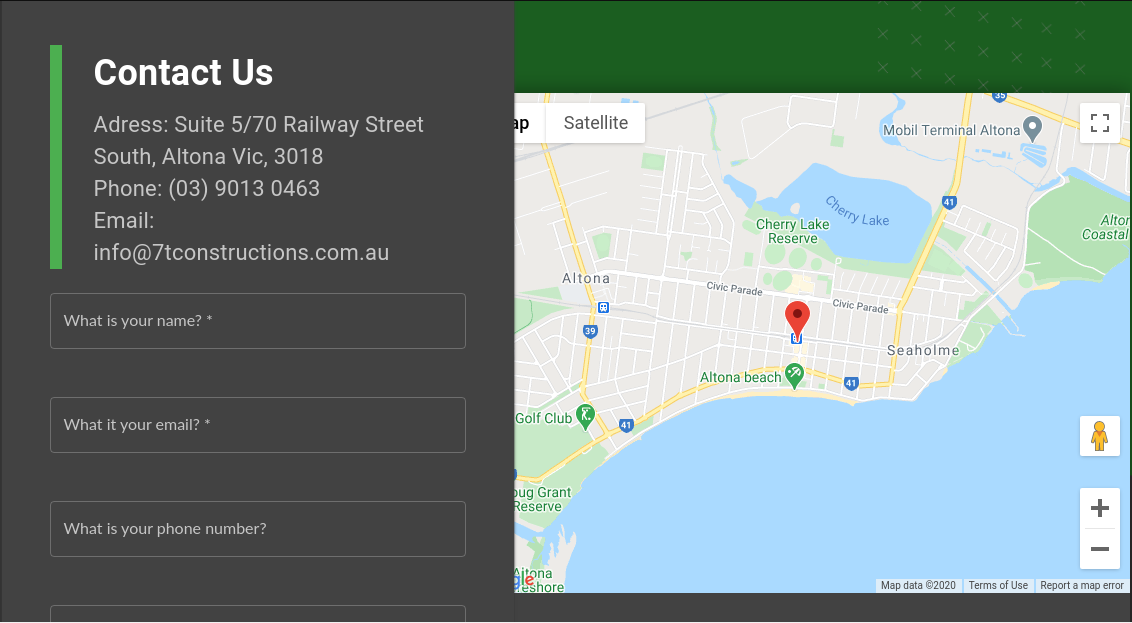 Contact Us
Adress: Suite 5/70 Railway Street
South, Altona Vic, 3018
Phone: (03) 9013 0463
Email:
info@7tconstructions.com.au
What is your name? *
What it your email? *
What is your phone number?
ap
Satellite
35
Mobil Terminal Altona
41
Cherry Lake
Cherry Lake
Reserve
Alton
Coastal
Altona
Civic Parade
Civic Parade
39
Seaholme
Altona beach
41
Golf Club
41
oug Grant
Reserve
Altona
reshore
gle
Map data ©2020
Terms of Use
Report a map error